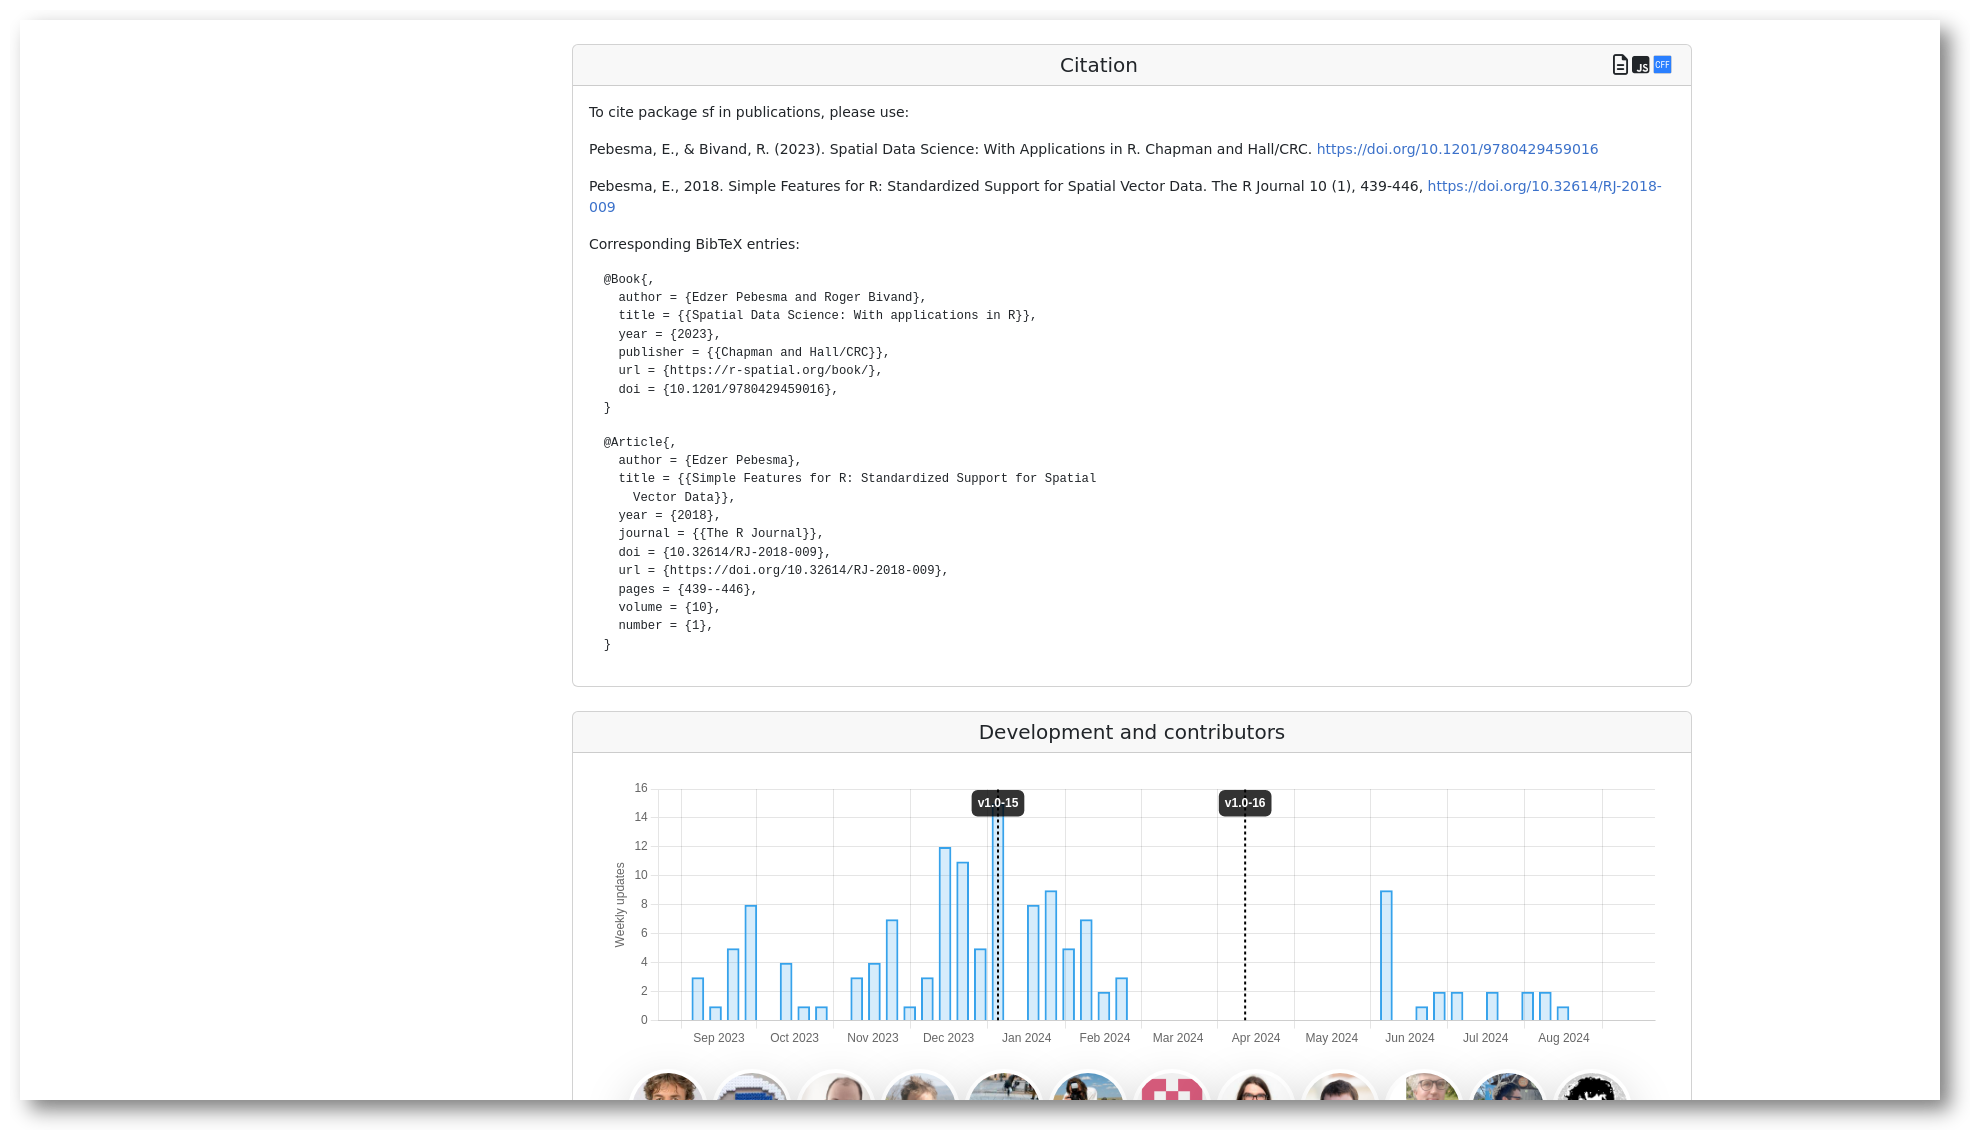 Citation
JS
CFF
To cite package sf in publications, please use:
Pebesma, E., & Bivand, R. (2023). Spatial Data Science: With Applications in R. Chapman and Hall/CRC. https://doi.org/10.1201/9780429459016
Pebesma, E., 2018. Simple Features for R: Standardized Support for Spatial Vector Data. The R Journal 10 (1), 439-446, https://doi.org/10.32614/RJ-2018-
009
Corresponding BibTeX entries:
@Book{,
author = {Edzer Pebesma and Roger Bivand},
title = {{Spatial Data Science: With applications in R}},
year = {2023},
publisher = {{Chapman and Hall/CRC}},
url = {https://r-spatial.org/book/},
doi = {10.1201/9780429459016},
}
@Article{,
author = {Edzer Pebesma},
title = {{Simple Features for R: Standardized Support for Spatial
Vector Data}},
year = {2018},
journal = {{The R Journal}},
doi = {10.32614/RJ-2018-009},
url = {https://doi.org/10.32614/RJ-2018-009},
pages = {439--446},
volume = {10},
number = {1},
}
Development and contributors
Weekly updates
16
14
12
10
8
6
4
2
0
v1.0-15
v1.0-16
Sep 2023
Oct 2023
Nov 2023
Dec 2023
Jan 2024
Feb 2024
Mar 2024
Apr 2024
May 2024
Jun 2024
Jul 2024
Aug 2024